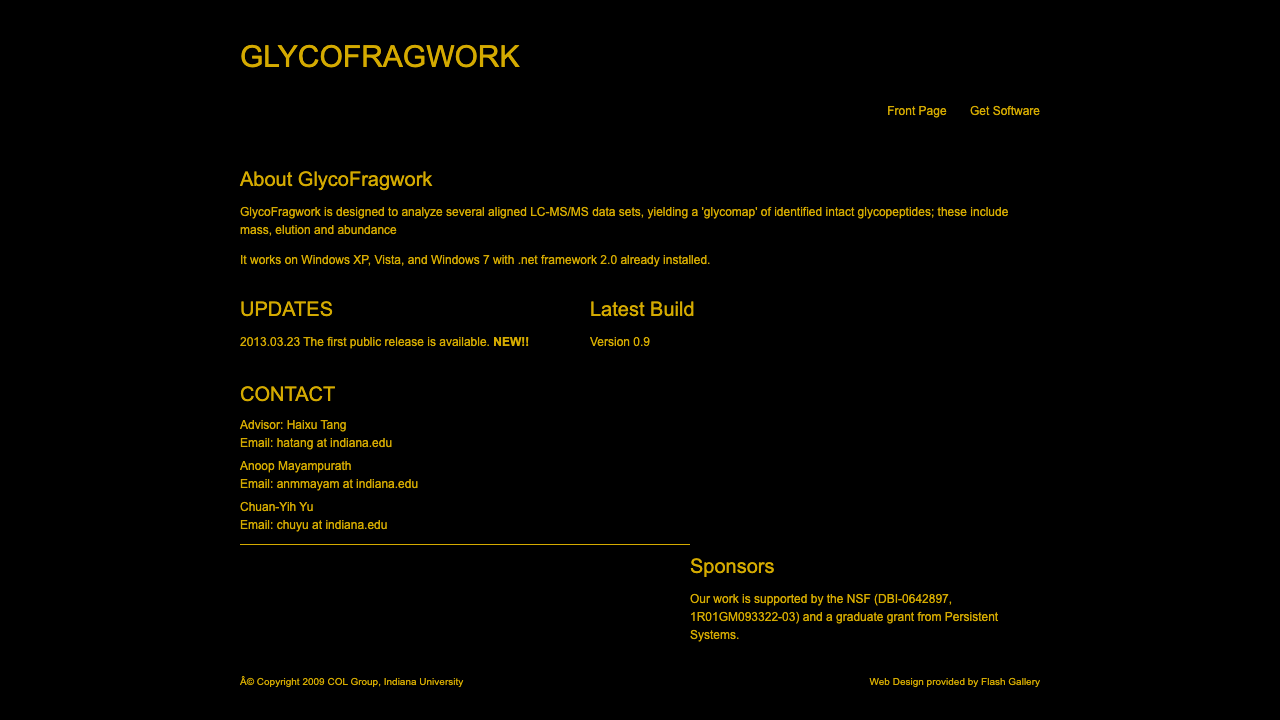 GLYCOFRAGWORK
Front Page Get Software
About GlycoFragwork
GlycoFragwork is designed to analyze several aligned LC-MS/MS data sets, yielding a 'glycomap' of identified intact glycopeptides; these include
mass, elution and abundance
It works on Windows XP, Vista, and Windows 7 with .net framework 2.0 already installed.
UPDATES
2013.03.23 The first public release is available. NEW!!
Latest Build
Version 0.9
CONTACT
Advisor: Haixu Tang
Email: hatang at indiana.edu
Anoop Mayampurath
Email: anmmayam at indiana.edu
Chuan-Yih Yu
Email: chuyu at indiana.edu
Sponsors
Our work is supported by the NSF (DBI-0642897,
1R01GM093322-03) and a graduate grant from Persistent
Systems.
Â© Copyright 2009 COL Group, Indiana University
Web Design provided by Flash Gallery